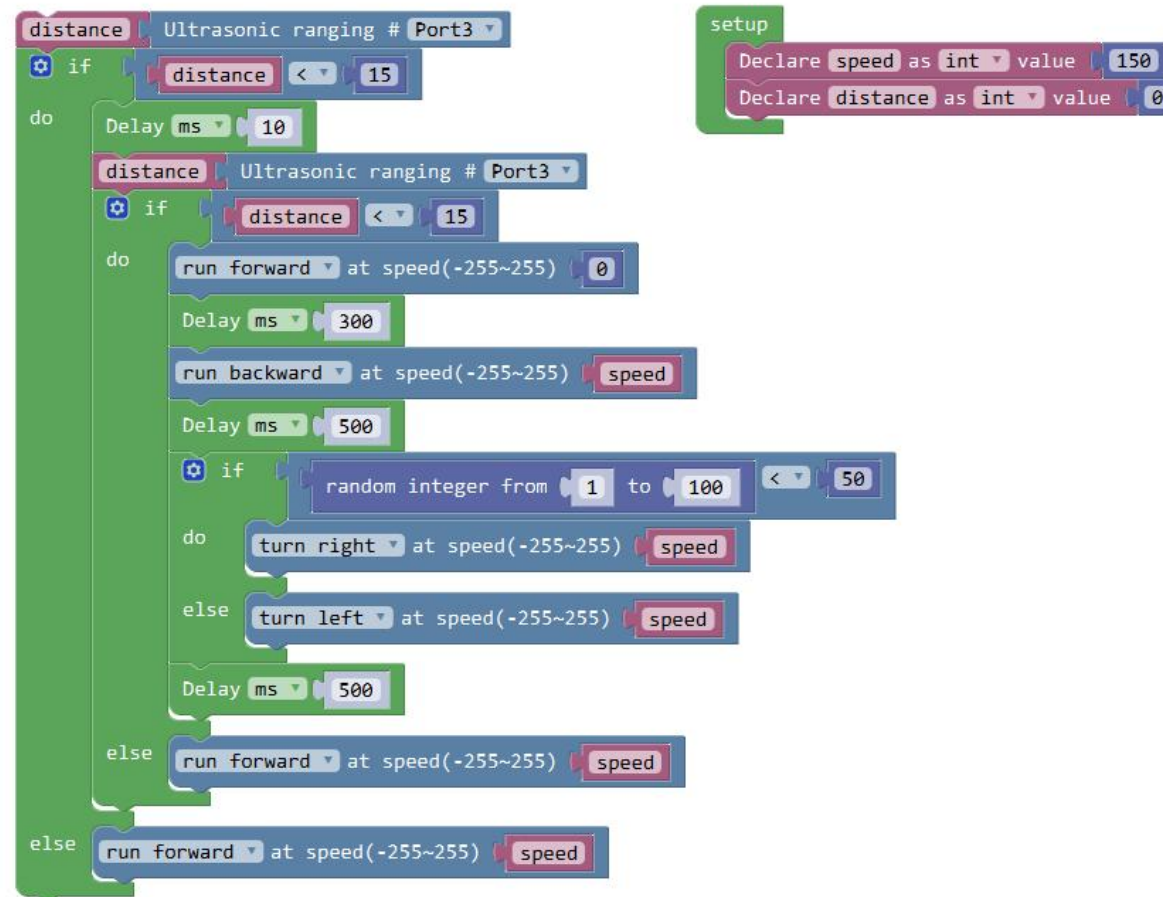 distance Ultrasonic ranging # Port3
if distance < 15
do Delay ms 10
distance Ultrasonic ranging # Port3
if distance < 15
do run forward at speed(-255~255) 0
Delay ms 300
run backward at speed(-255~255) speed
Delay ms 500
if random integer from 1 to 100 < 50
do turn right at speed(-255~255) speed
else turn left at speed(-255~255) speed
Delay ms 500
else run forward at speed(-255~255) speed
else run forward at speed(-255~255) speed
setup
Declare speed as int value 150
Declare distance as int value 0